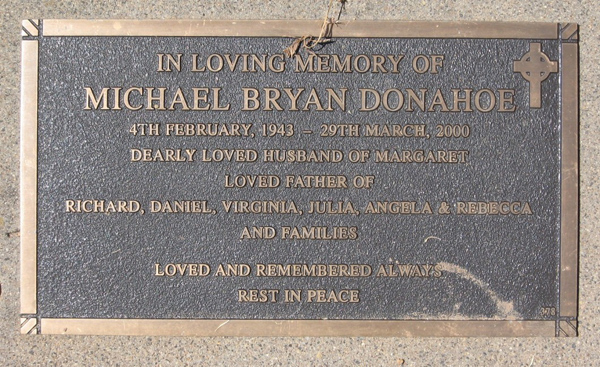 IN LOVING MEMORY OF
MICHAEL BRYAN DONAHOE
4TH FEBRUARY, 1943 – 29TH MARCH, 2000
DEARLY LOVED HUSBAND OF MARGARET
LOVED FATHER OF
RICHARD, DANIEL, VIRGINIA, JULIA, ANGELA & REBECCA
AND FAMILIES
LOVED AND REMEMBERED ALWAYS
REST IN PEACE